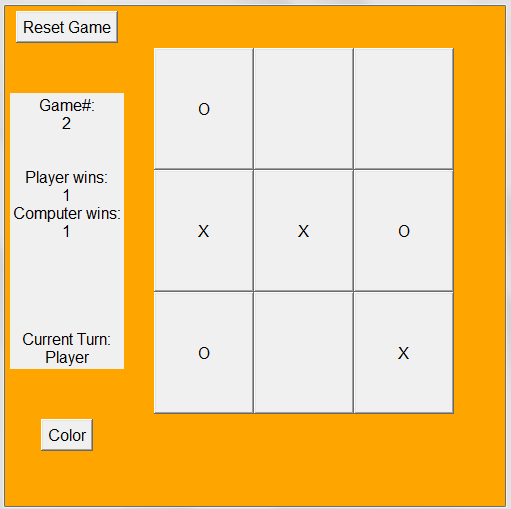 Reset Game
Game#:
2
Player wins:
1
Computer wins:
1
Current Turn:
Player
Color
O
X X O
O X